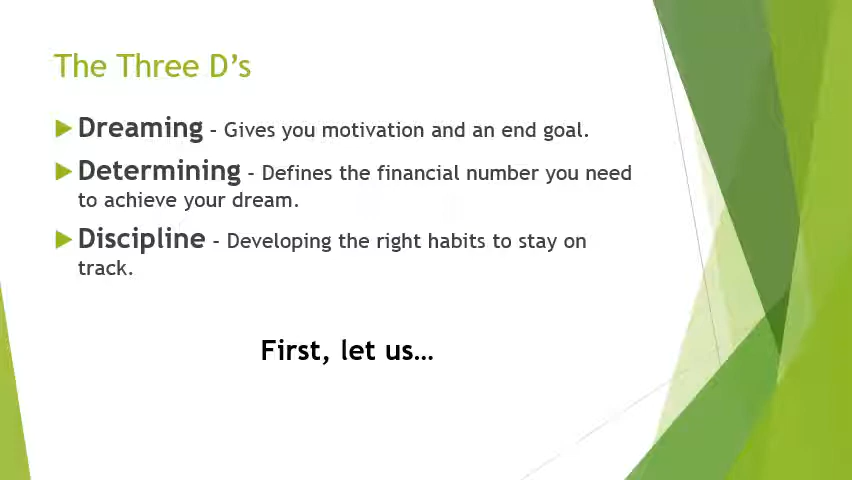 The Three D’s
Dreaming – Gives you motivation and an end goal.
Determining – Defines the financial number you need
to achieve your dream.
Discipline – Developing the right habits to stay on
track.
First, let us…